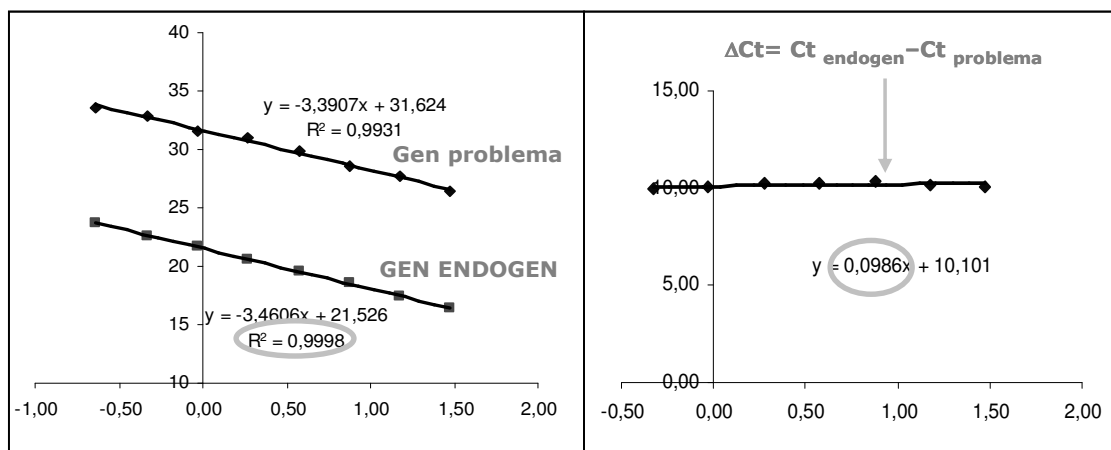 40
35
30
25
20
15
10
y = -3,3907x + 31,624
R² = 0,9931
Gen problema
GEN ENDOGEN
y = -3,4606x + 21,526
R² = 0,9998
-1,00 -0,50 0,00 0,50 1,00 1,50 2,00
ΔCt= Ct endogen-Ct problema
15,00
10,00
5,00
0,00
y = 0,0986x + 10,101
-0,50 0,00 0,50 1,00 1,50 2,00